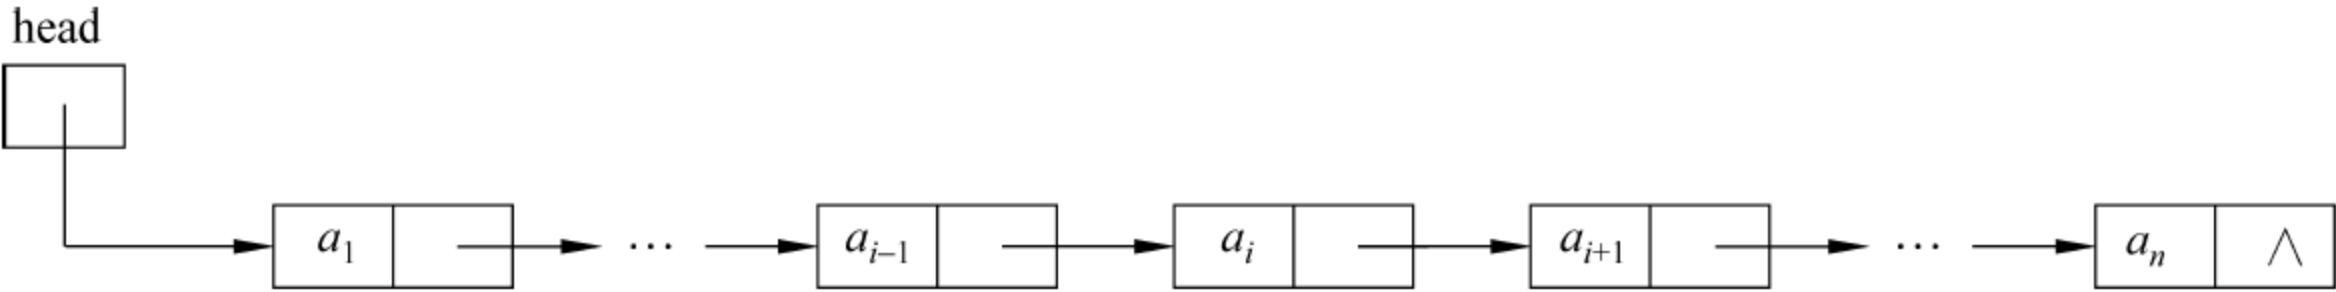 head
a₁ ⋯ aᵢ₋₁ aᵢ aᵢ₊₁ ⋯ aₙ ∧